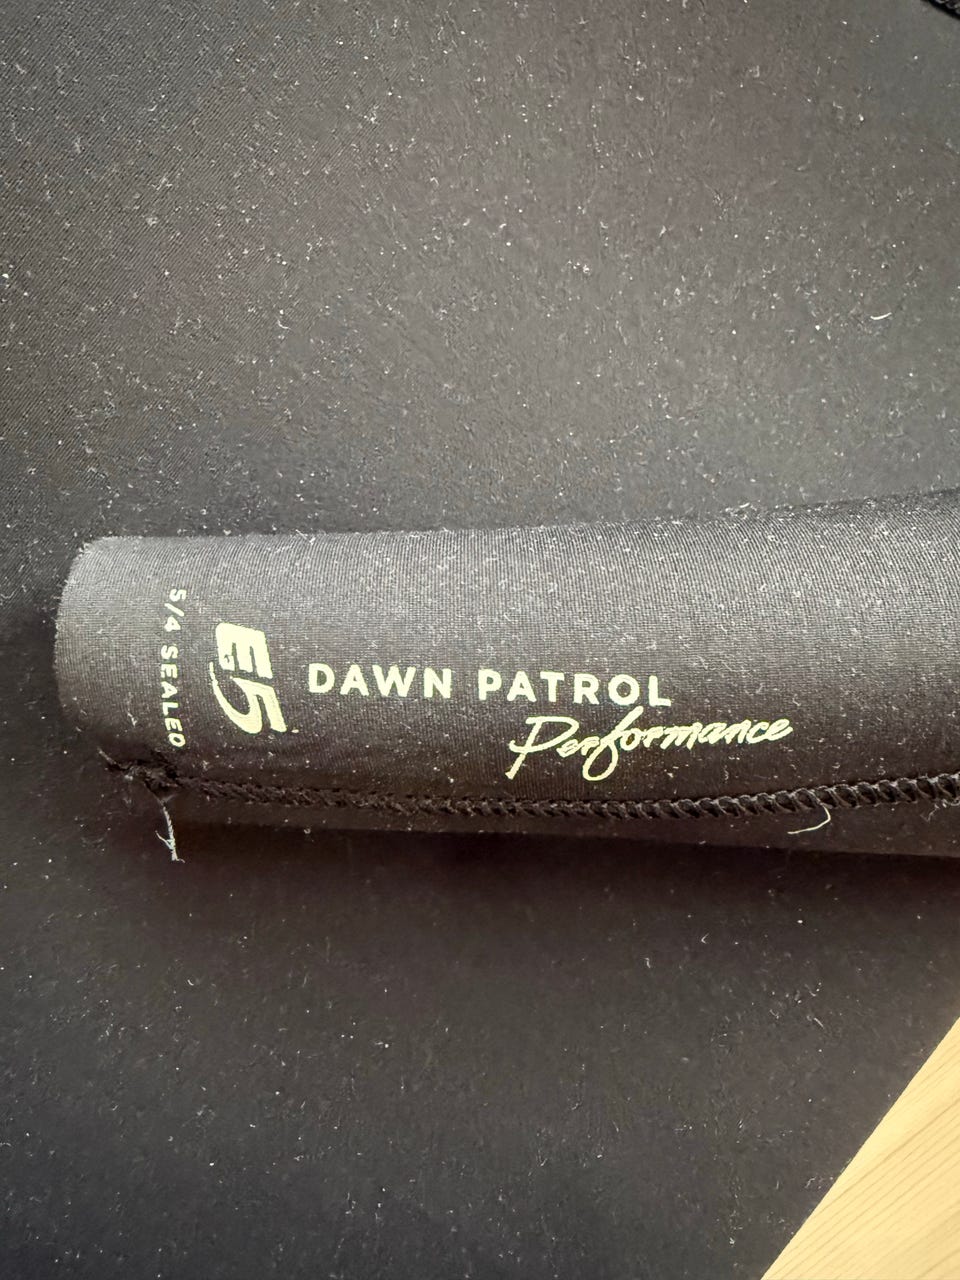 5/4 SEALED
E5
DAWN PATROL
Performance